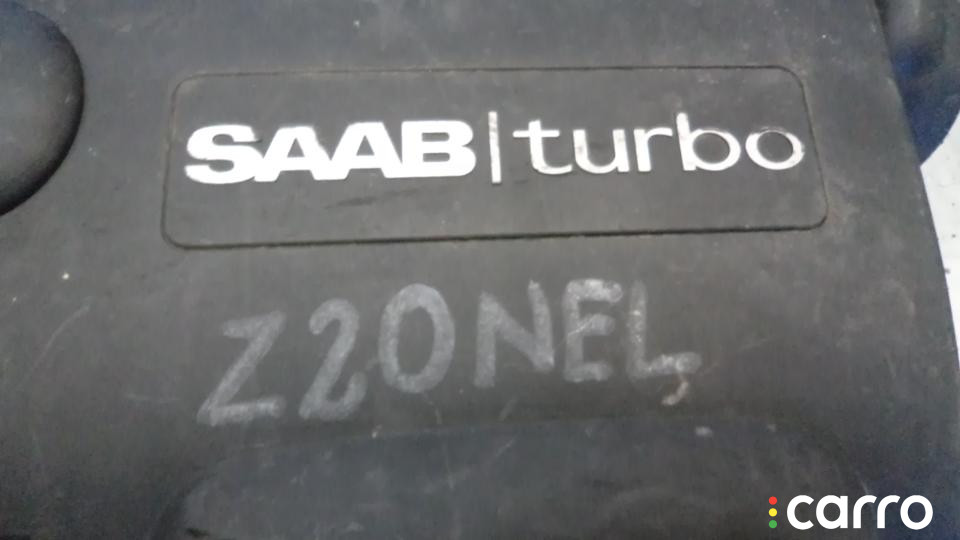 SAAB | turbo
Z20NEL
carro